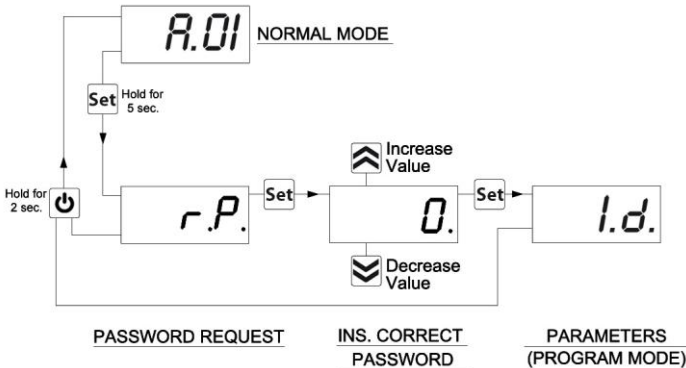 A.01
NORMAL MODE
Set
Hold for
5 sec.
Increase
Value
Hold for
2 sec.
r.P.
Set
0.
Set
1.d.
Decrease
Value
PASSWORD REQUEST
INS. CORRECT
PASSWORD
PARAMETERS
(PROGRAM MODE)